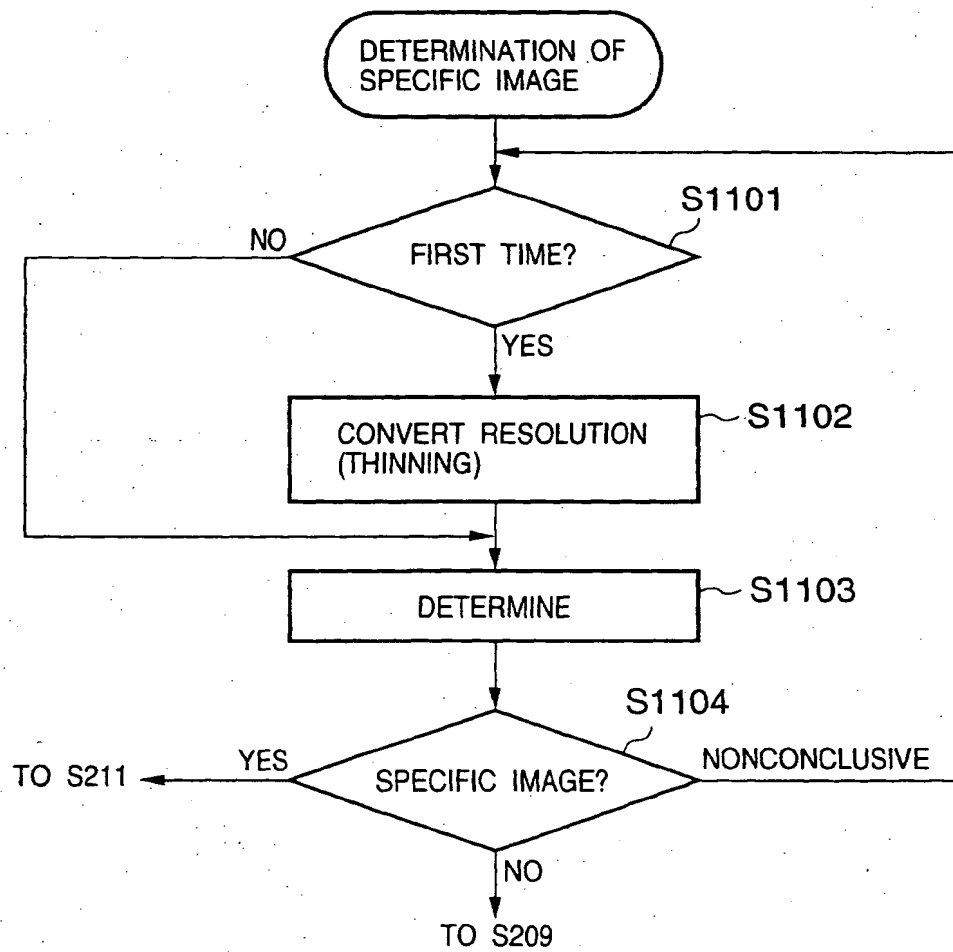 DETERMINATION OF
SPECIFIC IMAGE
S1101
NO
FIRST TIME?
YES
S1102
CONVERT RESOLUTION
(THINNING)
S1103
DETERMINE
S1104
TO S211
YES
SPECIFIC IMAGE?
NONCONCLUSIVE
NO
TO S209